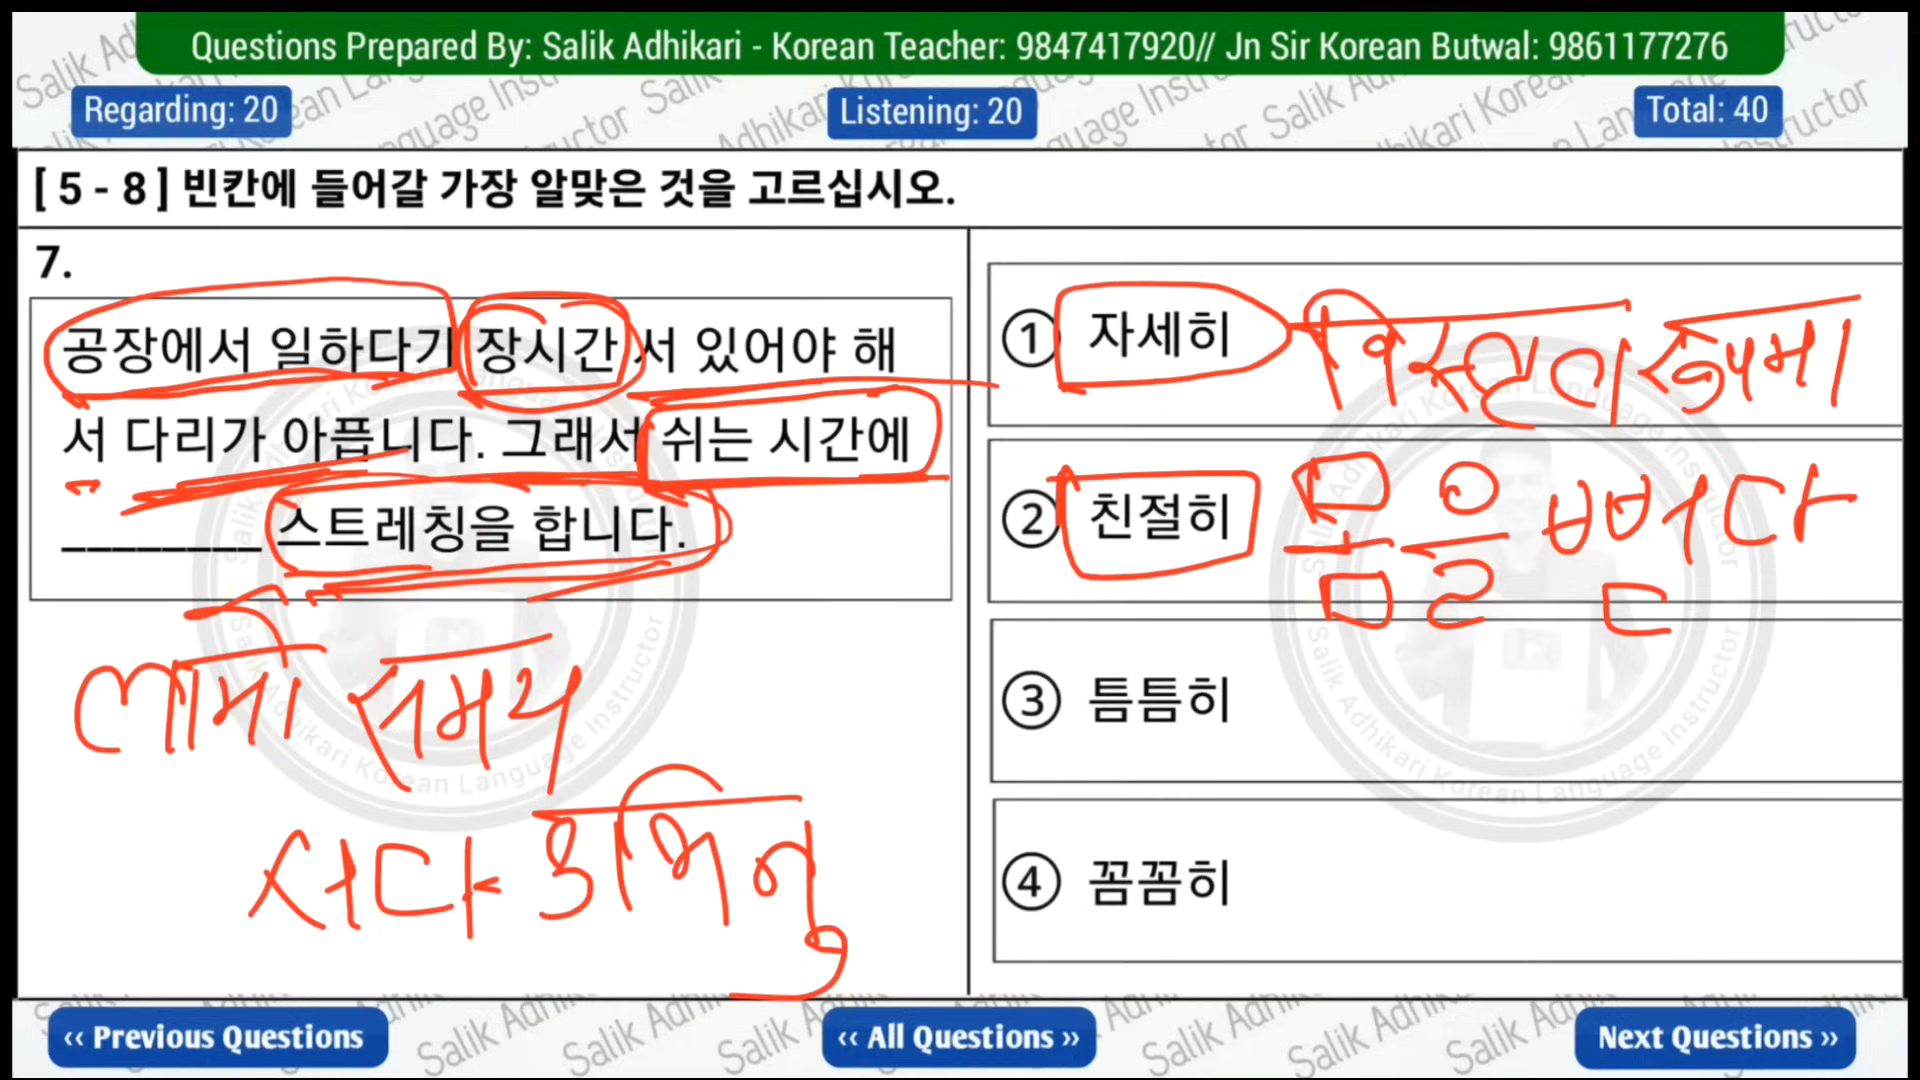 Questions Prepared By: Salik Adhikari - Korean Teacher: 9847417920// Jn Sir Korean Butwal: 9861177276
Regarding: 20
Listening: 20
Total: 40
[ 5 - 8 ] 빈칸에 들어갈 가장 알맞은 것을 고르십시오.
7.
공장에서 일하다가 장시간 서 있어야 해
서 다리가 아픕니다. 그래서 쉬는 시간에
________ 스트레칭을 합니다.
लामो समय
서다
① 자세히
② 친절히
③ 틈틈히
④ 꼼꼼히
‹‹ Previous Questions
‹‹ All Questions ››
Next Questions ››